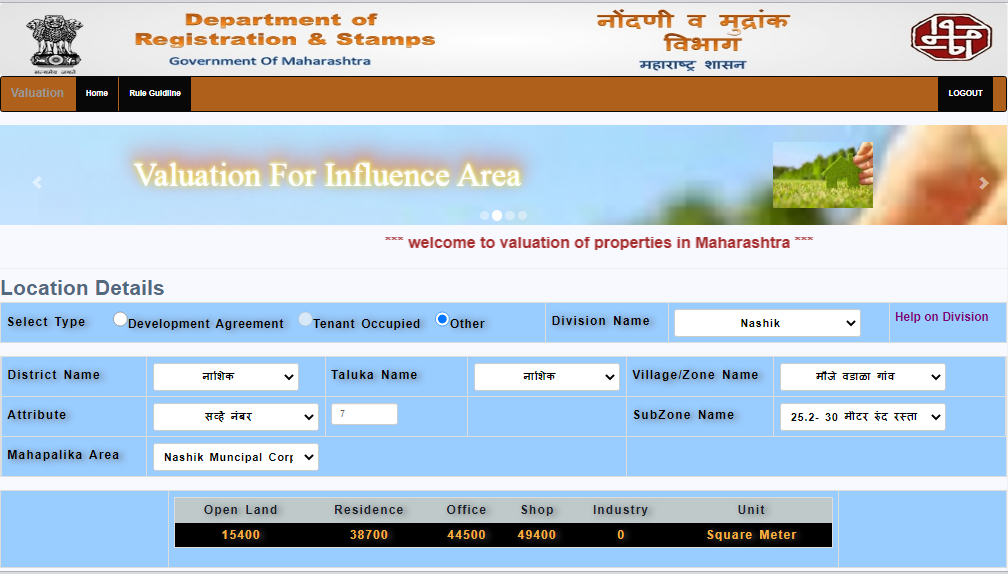 Department of
Registration & Stamps
Government Of Maharashtra
नोंदणी व मुद्रांक
विभाग
महाराष्ट्र शासन
सत्यमेव जयते
Valuation Home Rule Guidline LOGOUT
Valuation For Influence Area
*** welcome to valuation of properties in Maharashtra ***
Location Details
Select Type Development Agreement Tenant Occupied Other Division Name Nashik Help on Division
District Name नाशिक Taluka Name नाशिक Village/Zone Name मौजे वडाळा गांव
Attribute सव्हे नंबर 7 SubZone Name 25.2- 30 मीटर रुंद रस्ता
Mahapalika Area Nashik Muncipal Corp
Open Land Residence Office Shop Industry Unit
15400 38700 44500 49400 0 Square Meter